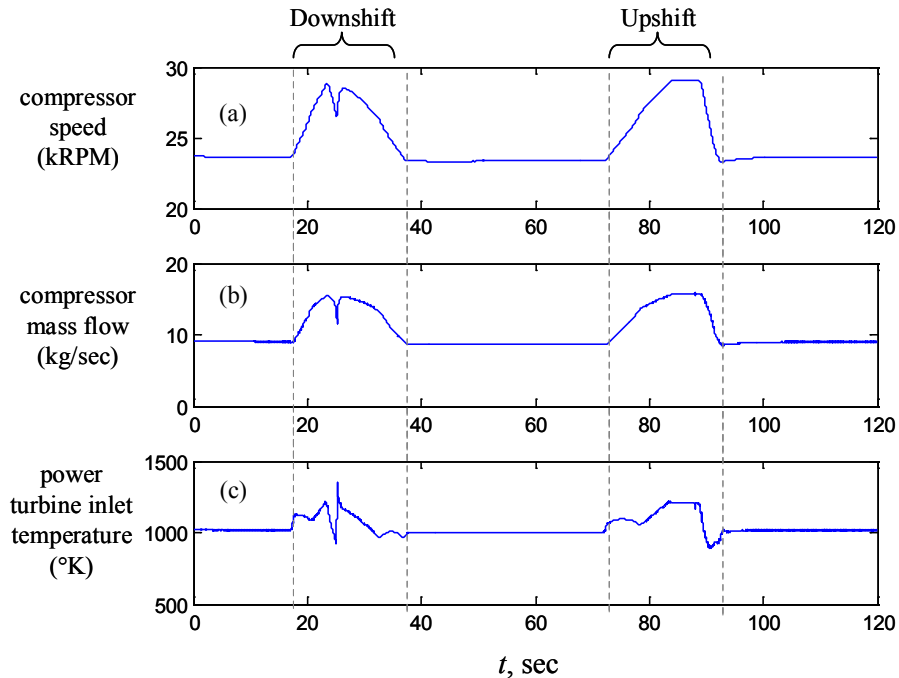 Downshift Upshift
compressor
speed
(kRPM)
(a)
30
25
20
0 20 40 60 80 100 120
compressor
mass flow
(kg/sec)
(b)
20
10
0
0 20 40 60 80 100 120
power
turbine inlet
temperature
(°K)
(c)
1500
1000
500
0 20 40 60 80 100 120
t, sec